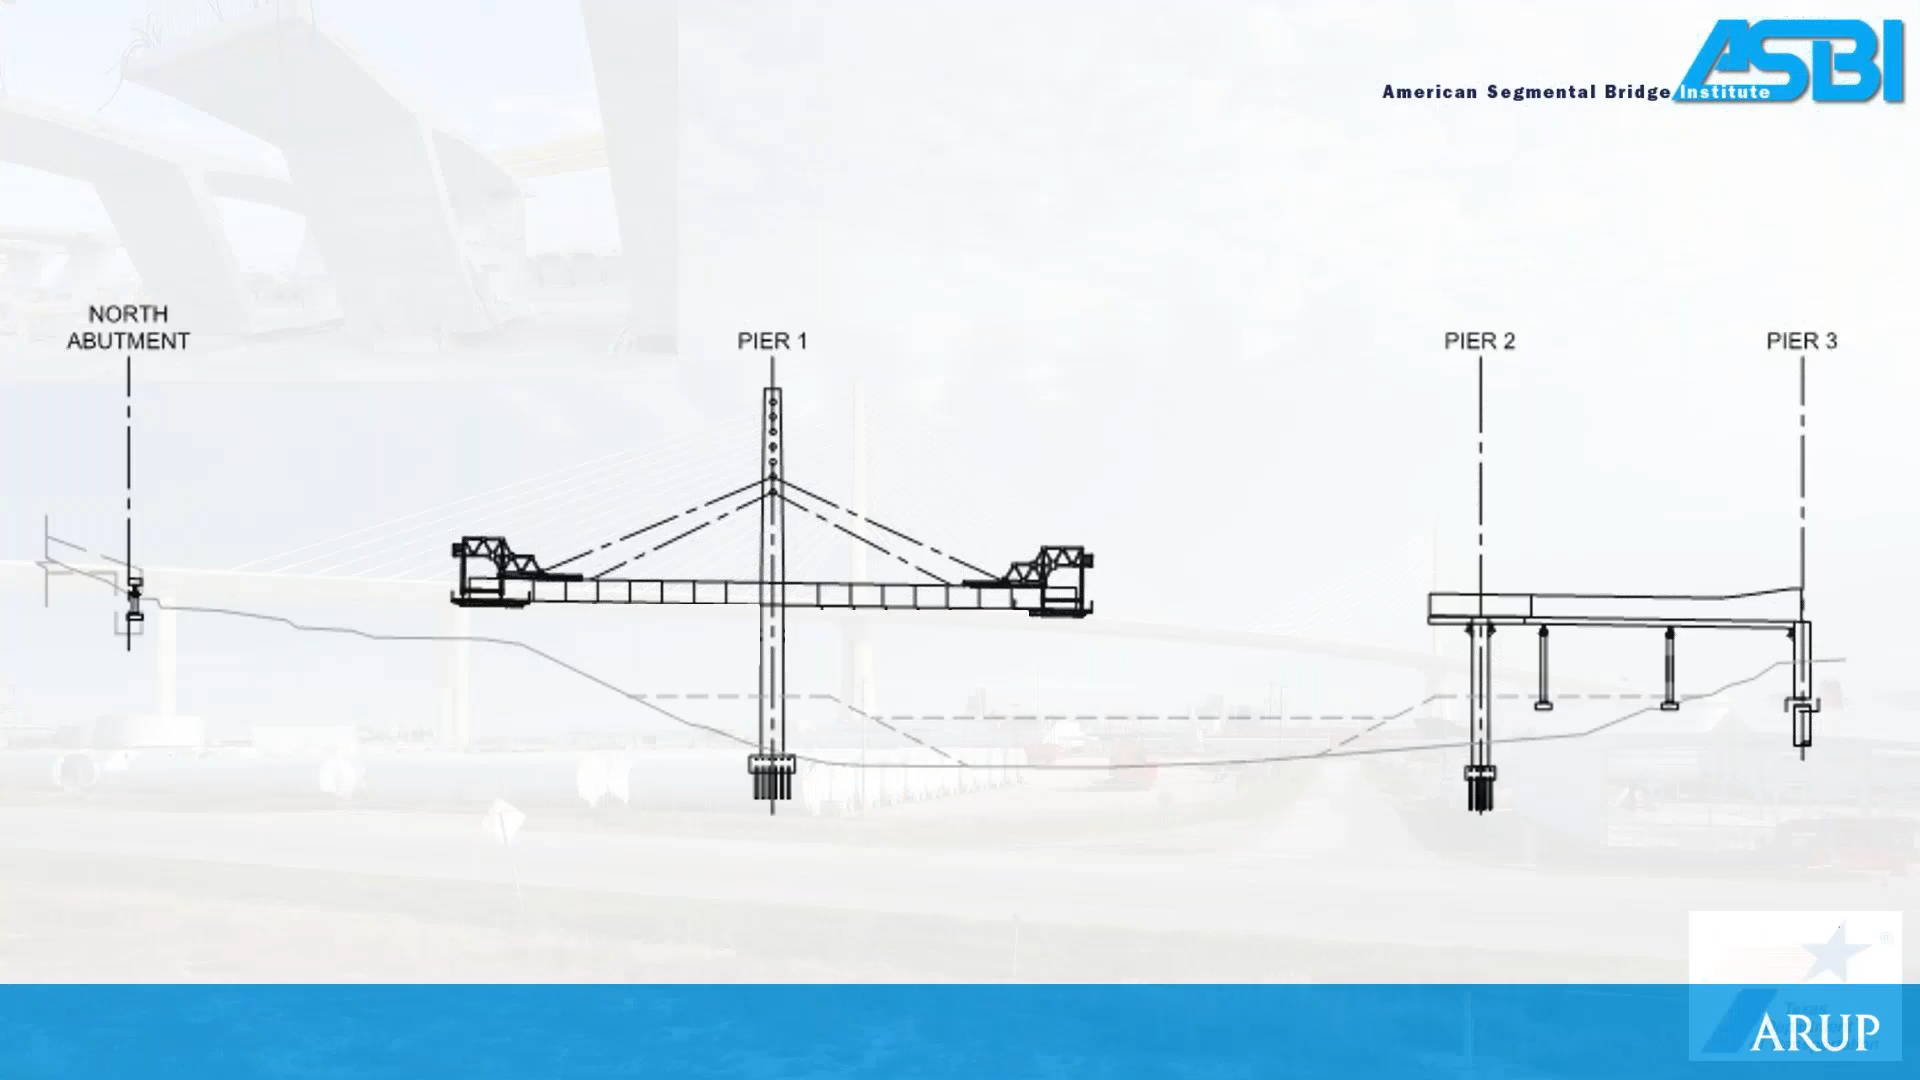 ASBI
American Segmental Bridge Institute
NORTH
ABUTMENT
PIER 1
PIER 2
PIER 3
ARUP